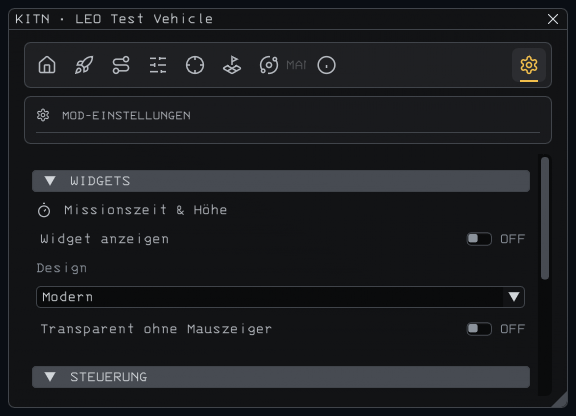 KITN · LEO Test Vehicle
MAI
MOD-EINSTELLUNGEN
▼ WIDGETS
Missionszeit & Höhe
Widget anzeigen OFF
Design
Modern ▼
Transparent ohne Mauszeiger OFF
▼ STEUERUNG